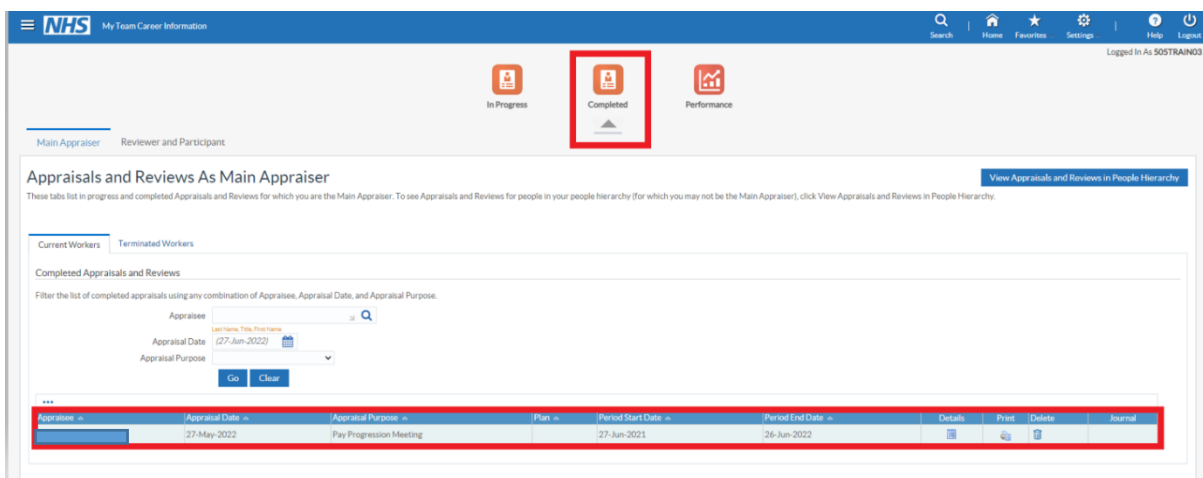 NHS My Team Career Information
Search Home Favorites Settings Help Logout
Logged In As 505TRAIN03
In Progress Completed Performance
Main Appraiser Reviewer and Participant
Appraisals and Reviews As Main Appraiser
View Appraisals and Reviews in People Hierarchy
These tabs list in progress and completed Appraisals and Reviews for which you are the Main Appraiser. To see Appraisals and Reviews for people in your people hierarchy (for which you may not be the Main Appraiser), click View Appraisals and Reviews in People Hierarchy.
Current Workers Terminated Workers
Completed Appraisals and Reviews
Filter the list of completed appraisals using any combination of Appraisee, Appraisal Date, and Appraisal Purpose.
Appraisee
Last Name, Title, First Name
Appraisal Date (27-Jun-2022)
Appraisal Purpose
Go Clear
Appraisee Appraisal Date Appraisal Purpose Plan Period Start Date Period End Date Details Print Delete Journal
27-May-2022 Pay Progression Meeting 27-Jun-2021 26-Jun-2022